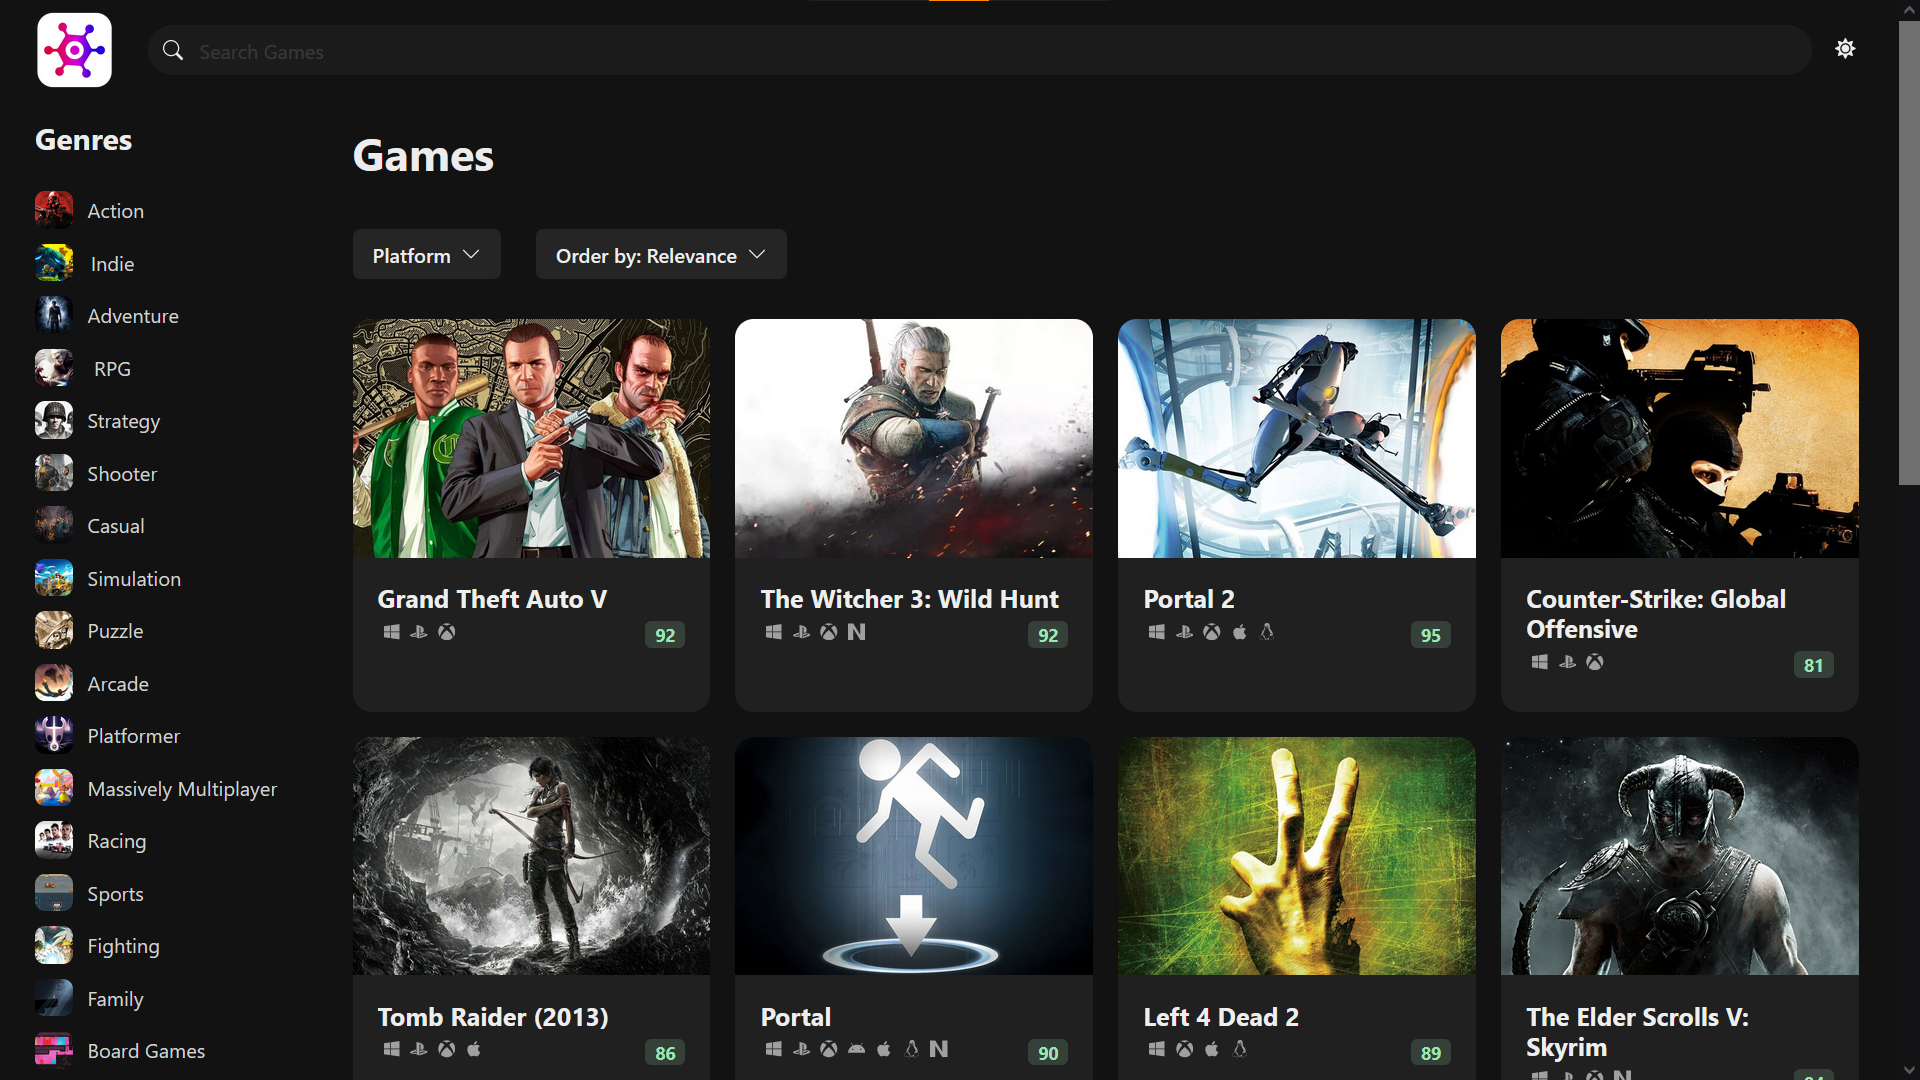 Search Games
Genres
Action
Indie
Adventure
RPG
Strategy
Shooter
Casual
Simulation
Puzzle
Arcade
Platformer
Massively Multiplayer
Racing
Sports
Fighting
Family
Board Games
Games
Platform
Order by: Relevance
Grand Theft Auto V
92
The Witcher 3: Wild Hunt
92
Portal 2
95
Counter-Strike: Global
Offensive
81
Tomb Raider (2013)
86
Portal
90
Left 4 Dead 2
89
The Elder Scrolls V:
Skyrim